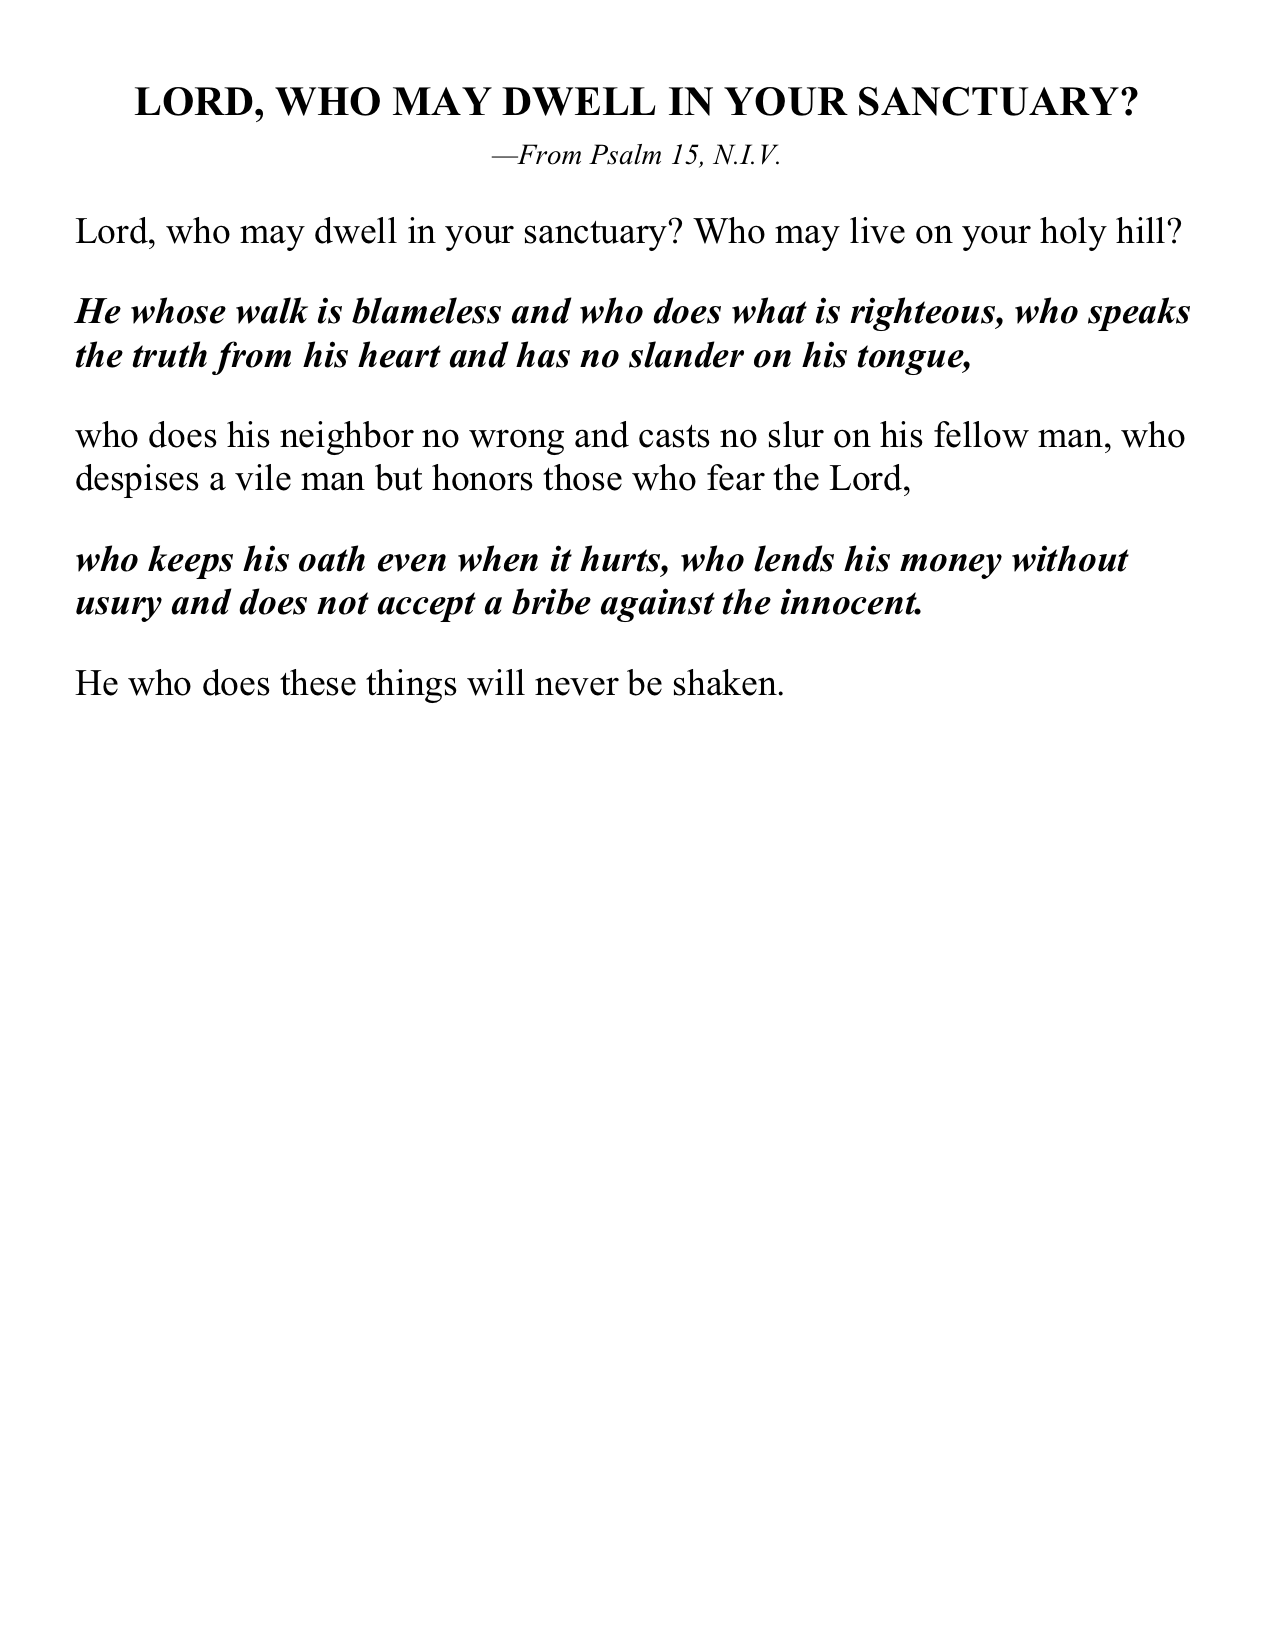 LORD, WHO MAY DWELL IN YOUR SANCTUARY?
—From Psalm 15, N.I.V.
Lord, who may dwell in your sanctuary? Who may live on your holy hill?
He whose walk is blameless and who does what is righteous, who speaks
the truth from his heart and has no slander on his tongue,
who does his neighbor no wrong and casts no slur on his fellow man, who
despises a vile man but honors those who fear the Lord,
who keeps his oath even when it hurts, who lends his money without
usury and does not accept a bribe against the innocent.
He who does these things will never be shaken.